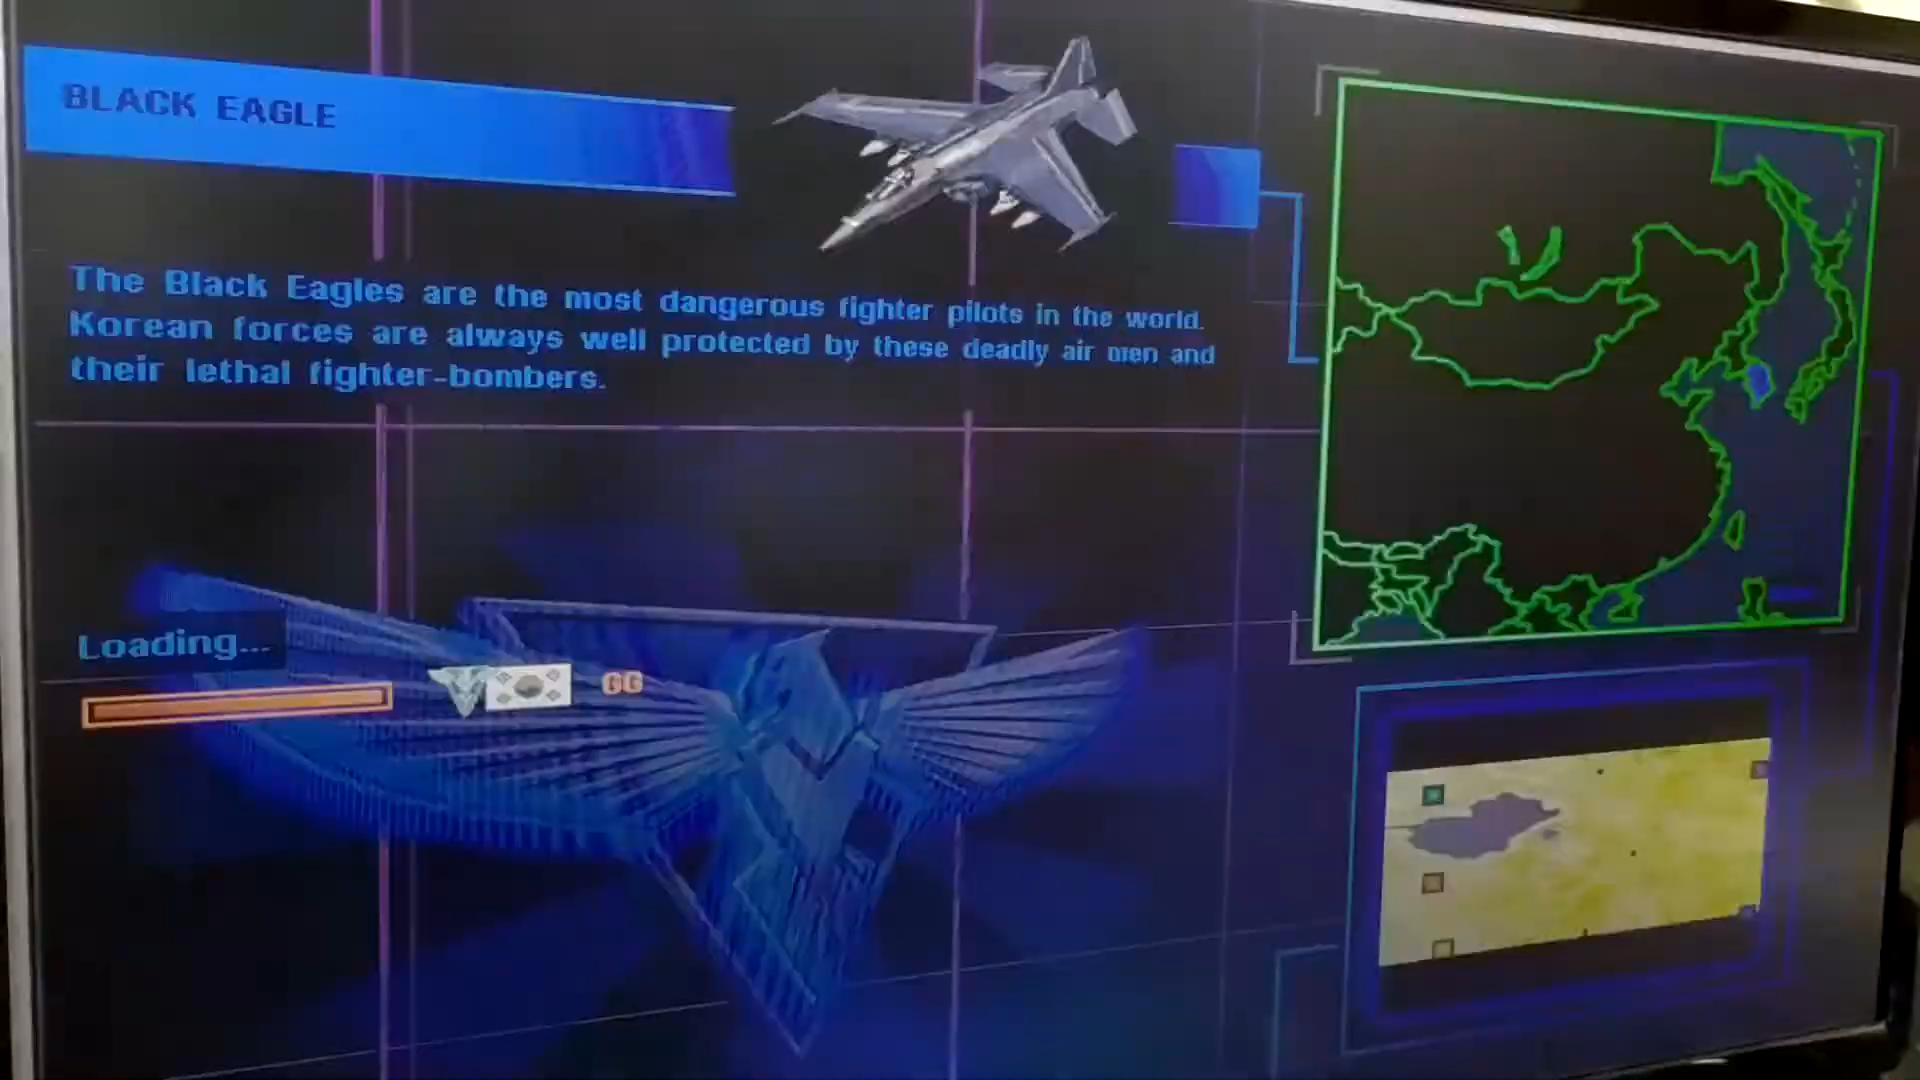 BLACK EAGLE
The Black Eagles are the most dangerous fighter pilots in the world.
Korean forces are always well protected by these deadly air men and
their lethal fighter-bombers.
Loading...
GG